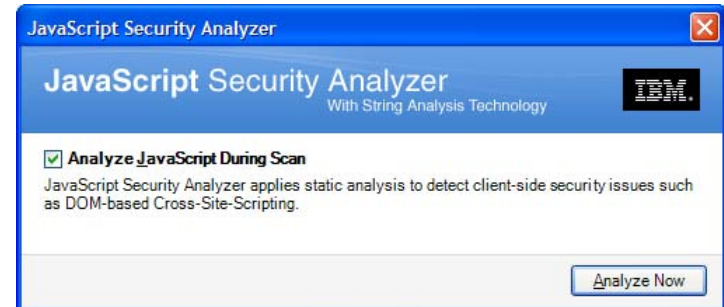 JavaScript Security Analyzer
JavaScript Security Analyzer
With String Analysis Technology
IBM.
Analyze JavaScript During Scan
JavaScript Security Analyzer applies static analysis to detect client-side security issues such
as DOM-based Cross-Site-Scripting.
Analyze Now